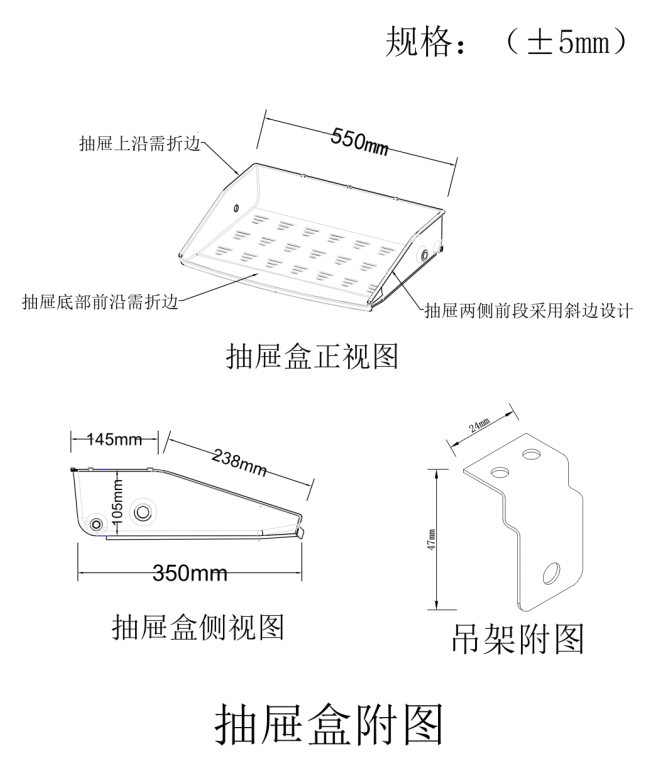 规格：（±5mm）
550mm
抽屉上沿需折边
抽屉底部前沿需折边
抽屉两侧前段采用斜边设计
抽屉盒正视图
145mm
238mm
105mm
350mm
抽屉盒侧视图
24mm
47mm
吊架附图
抽屉盒附图